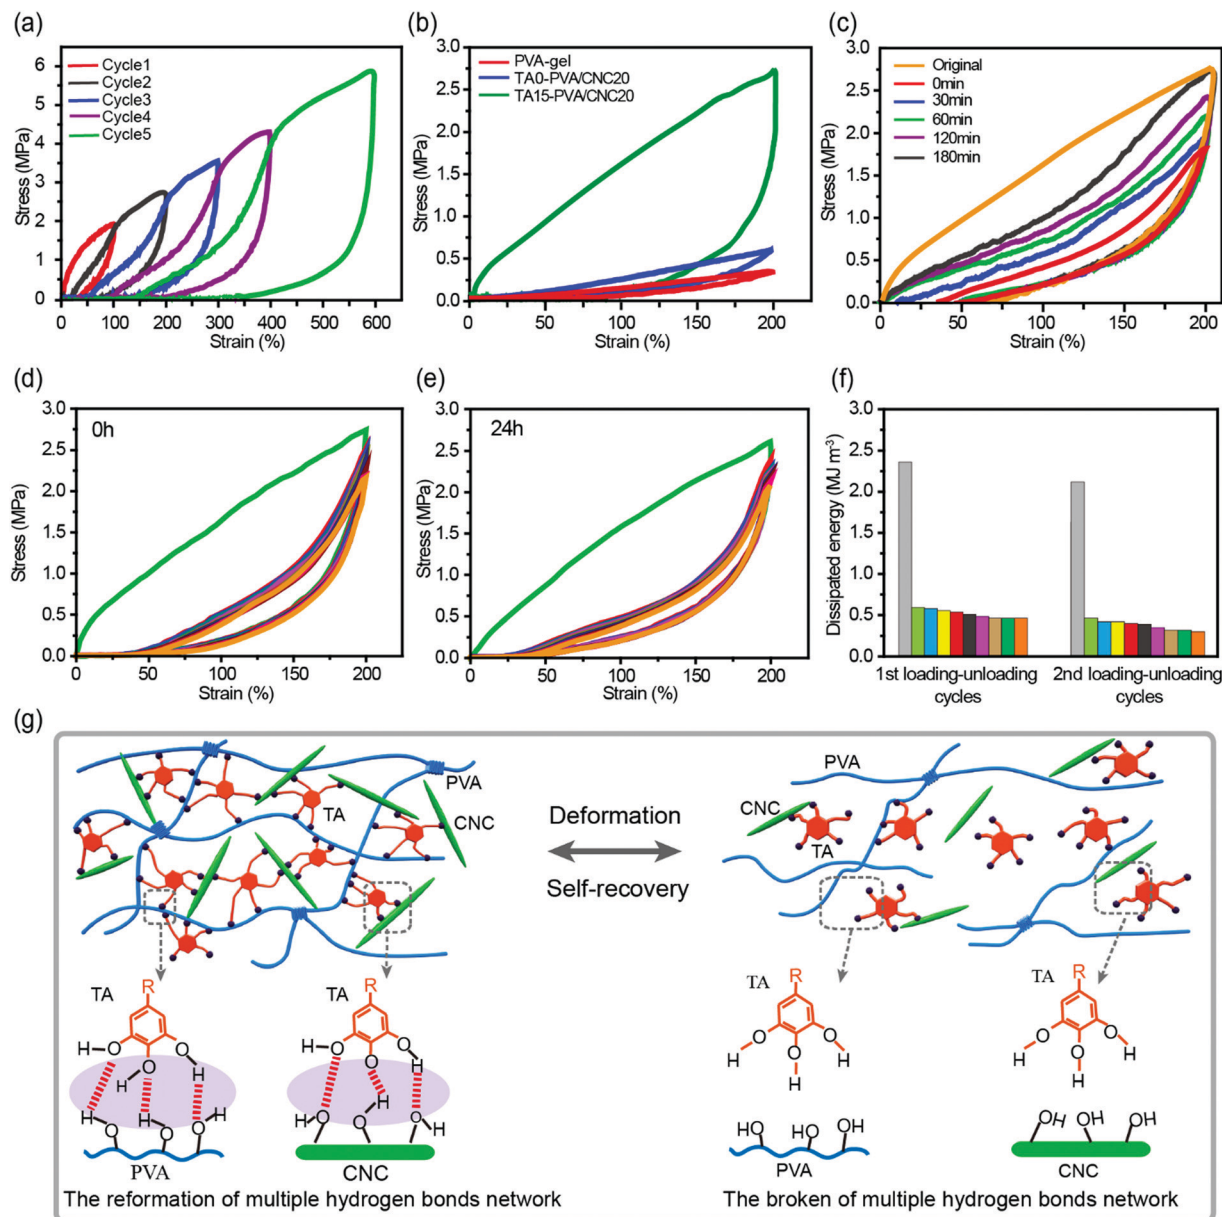 (a)
6
5
4
3
2
1
0
Stress (MPa)
Cycle1
Cycle2
Cycle3
Cycle4
Cycle5
0 100 200 300 400 500 600
Strain (%)
(b)
3.0
2.5
2.0
1.5
1.0
0.5
0.0
Stress (MPa)
PVA-gel
TA0-PVA/CNC20
TA15-PVA/CNC20
0 50 100 150 200
Strain (%)
(c)
3.0
2.5
2.0
1.5
1.0
0.5
0.0
Stress (MPa)
Original
0min
30min
60min
120min
180min
0 50 100 150 200
Strain (%)
(d)
3.0
2.5
2.0
1.5
1.0
0.5
0.0
Stress (MPa)
0h
0 50 100 150 200
Strain (%)
(e)
3.0
2.5
2.0
1.5
1.0
0.5
0.0
Stress (MPa)
24h
0 50 100 150 200
Strain (%)
(f)
3.0
2.5
2.0
1.5
1.0
0.5
0.0
Dissipated energy (MJ m⁻³)
1st loading-unloading
cycles
2nd loading-unloading
cycles
(g)
PVA
TA
CNC
Deformation
Self-recovery
PVA
CNC
TA
TA
R
H O O O H
H
H H O H
O O
PVA
TA
R
H O O O H
H
O O O H
H
CNC
The reformation of multiple hydrogen bonds network
TA
R
O O O
H H H
HO HO OH
PVA
TA
R
O O O
H H H
OH OH OH
CNC
The broken of multiple hydrogen bonds network